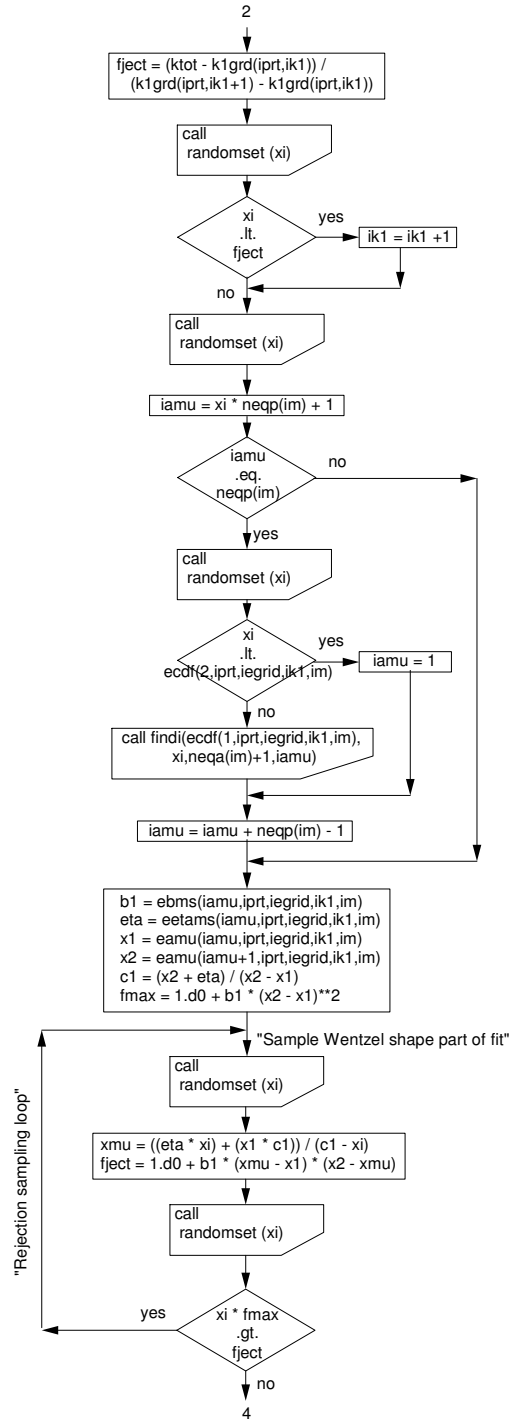 2
fject = (ktot - k1grd(iprt,ik1)) /
(k1grd(iprt,ik1+1) - k1grd(iprt,ik1))
call
randomset (xi)
xi
.lt.
fject
yes
ik1 = ik1 +1
no
call
randomset (xi)
iamu = xi * neqp(im) + 1
iamu
.eq.
neqp(im)
no
yes
call
randomset (xi)
xi
.lt.
ecdf(2,iprt,iegrid,ik1,im)
yes
iamu = 1
no
call findi(ecdf(1,iprt,iegrid,ik1,im),
xi,neqa(im)+1,iamu)
iamu = iamu + neqp(im) - 1
b1 = ebms(iamu,iprt,iegrid,ik1,im)
eta = eetams(iamu,iprt,iegrid,ik1,im)
x1 = eamu(iamu,iprt,iegrid,ik1,im)
x2 = eamu(iamu+1,iprt,iegrid,ik1,im)
c1 = (x2 + eta) / (x2 - x1)
fmax = 1.d0 + b1 * (x2 - x1)**2
"Sample Wentzel shape part of fit"
call
randomset (xi)
"Rejection sampling loop"
xmu = ((eta * xi) + (x1 * c1)) / (c1 - xi)
fject = 1.d0 + b1 * (xmu - x1) * (x2 - xmu)
call
randomset (xi)
yes
xi * fmax
.gt.
fject
no
4